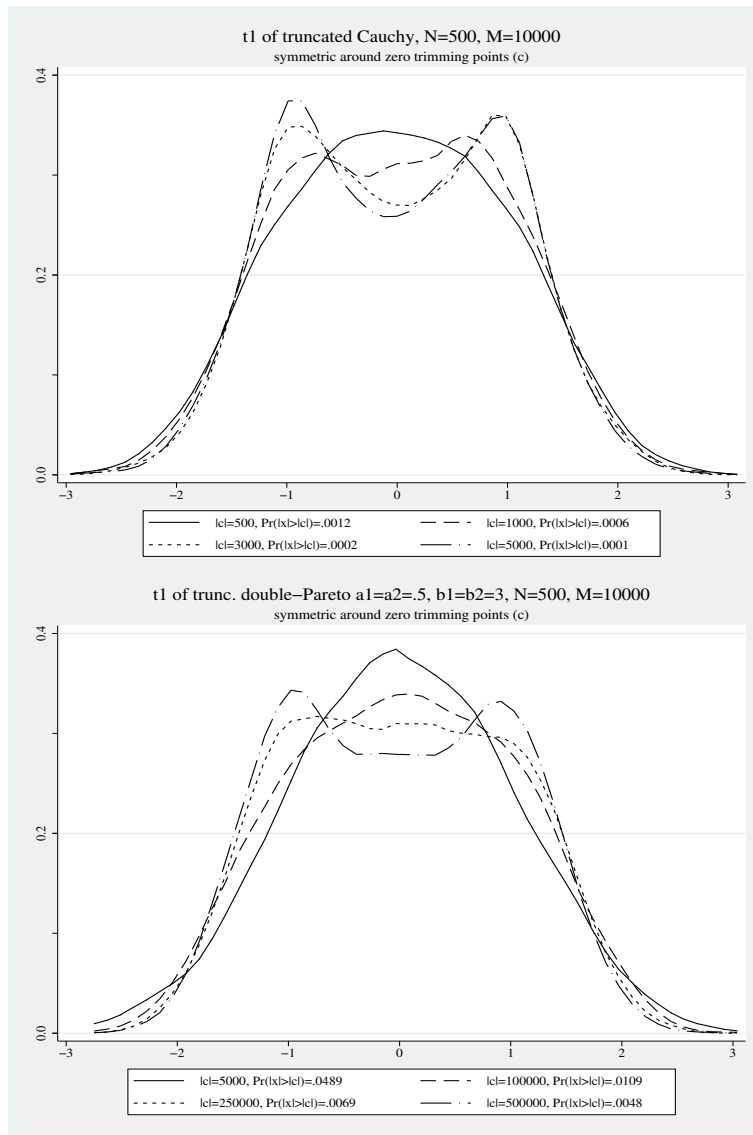 t1 of truncated Cauchy, N=500, M=10000
symmetric around zero trimming points (c)
0.4
0.2
0.0
−3 −2 −1 0 1 2 3
|c|=500, Pr(|x|>|c|)=.0012 |c|=1000, Pr(|x|>|c|)=.0006
|c|=3000, Pr(|x|>|c|)=.0002 |c|=5000, Pr(|x|>|c|)=.0001
t1 of trunc. double−Pareto a1=a2=.5, b1=b2=3, N=500, M=10000
symmetric around zero trimming points (c)
0.4
0.2
0.0
−3 −2 −1 0 1 2 3
|c|=5000, Pr(|x|>|c|)=.0489 |c|=100000, Pr(|x|>|c|)=.0109
|c|=250000, Pr(|x|>|c|)=.0069 |c|=500000, Pr(|x|>|c|)=.0048